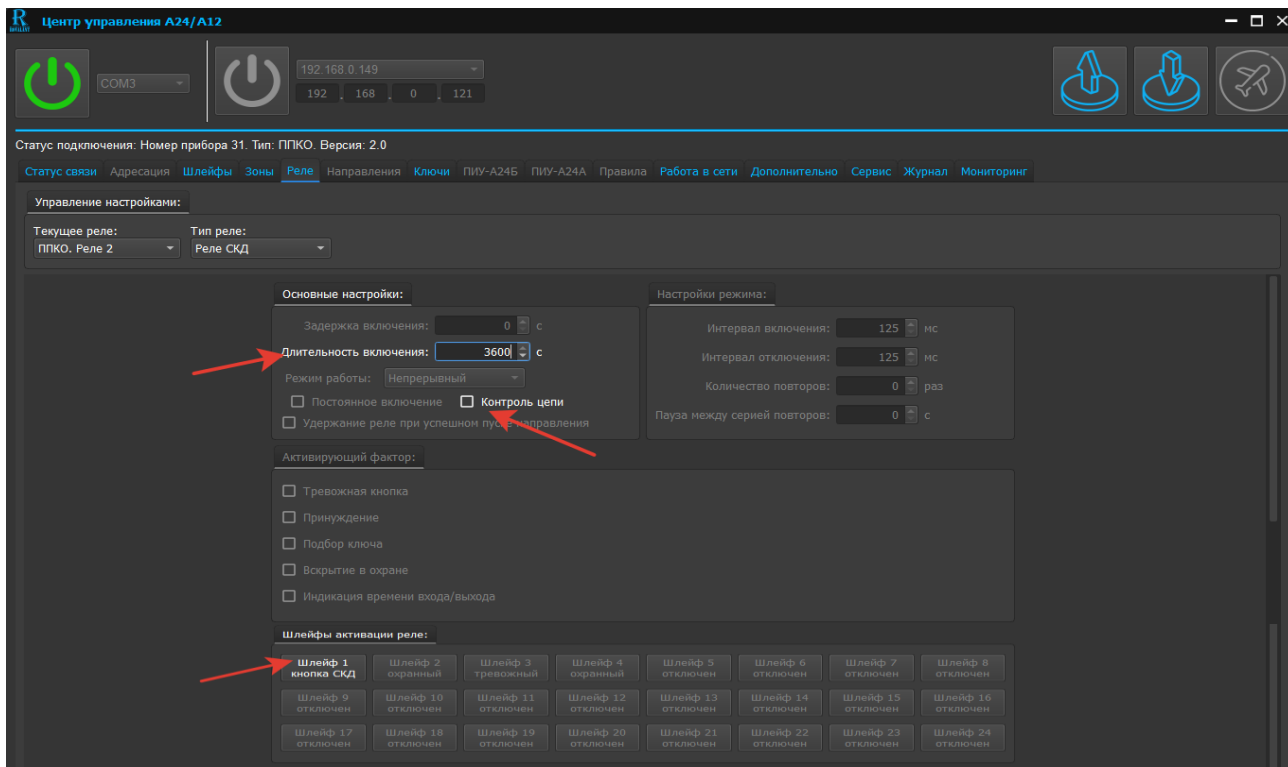 Центр управления А24/А12
COM3
192.168.0.149
192 . 168 . 0 . 121
Статус подключения: Номер прибора 31. Тип: ППКО. Версия: 2.0
Статус связи Адресация Шлейфы Зоны Реле Направления Ключи ПИУ-А24Б ПИУ-А24А Правила Работа в сети Дополнительно Сервис Журнал Мониторинг
Управление настройками:
Текущее реле: Тип реле:
ППКО. Реле 2 Реле СКД
Основные настройки: Настройки режима:
Задержка включения: 0 с
Длительность включения: 3600 с
Режим работы: Непрерывный
Постоянное включение Контроль цепи
Удержание реле при успешном пуске направления
Интервал включения: 125 мс
Интервал отключения: 125 мс
Количество повторов: 0 раз
Пауза между серией повторов: 0 с
Активирующий фактор:
Тревожная кнопка
Принуждение
Подбор ключа
Вскрытие в охране
Индикация времени входа/выхода
Шлейфы активации реле:
Шлейф 1 Шлейф 2 Шлейф 3 Шлейф 4 Шлейф 5 Шлейф 6 Шлейф 7 Шлейф 8
кнопка СКД охранный тревожный охранный отключен отключен отключен отключен
Шлейф 9 Шлейф 10 Шлейф 11 Шлейф 12 Шлейф 13 Шлейф 14 Шлейф 15 Шлейф 16
отключен отключен отключен отключен отключен отключен отключен отключен
Шлейф 17 Шлейф 18 Шлейф 19 Шлейф 20 Шлейф 21 Шлейф 22 Шлейф 23 Шлейф 24
отключен отключен отключен отключен отключен отключен отключен отключен